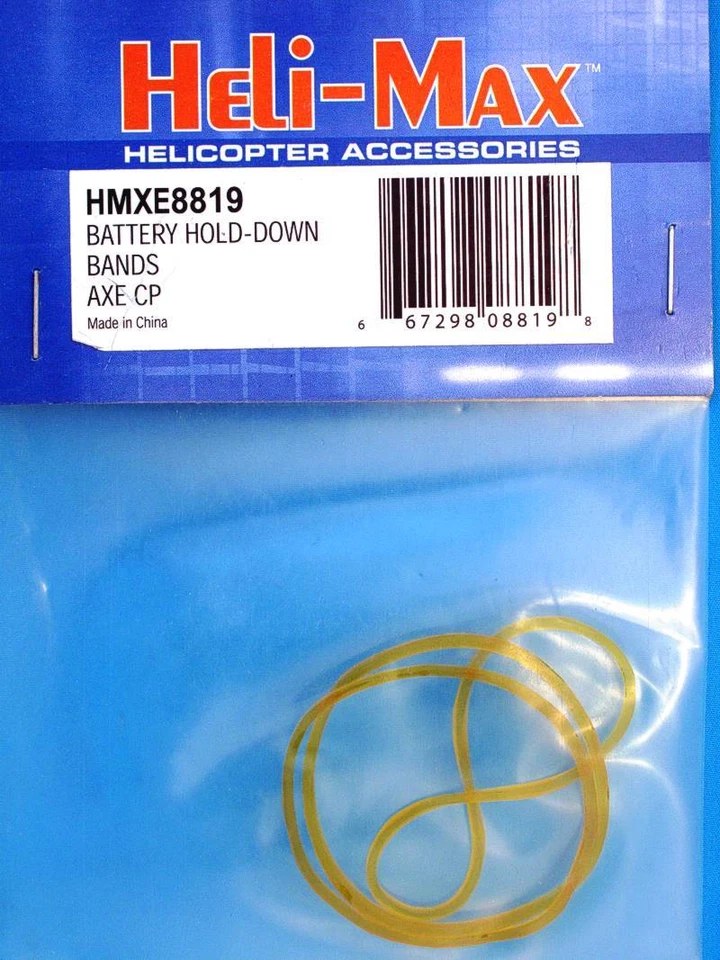 HELI-MAX™
HELICOPTER ACCESSORIES
HMXE8819
BATTERY HOLD-DOWN
BANDS
AXE CP
Made in China
6 67298 08819 8